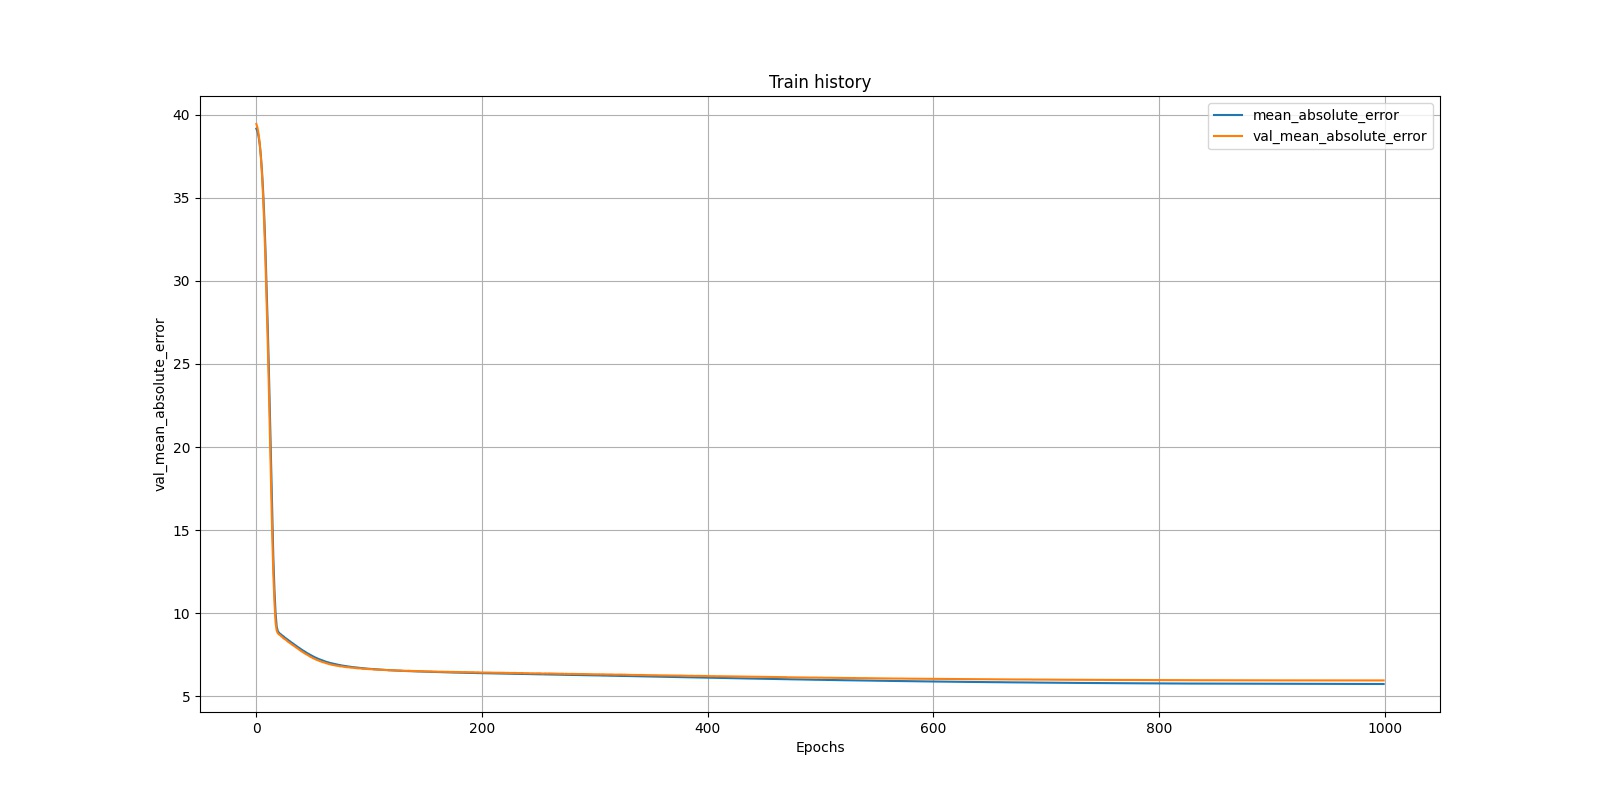 Train history
mean_absolute_error
val_mean_absolute_error
40
35
30
25
20
15
10
5
val_mean_absolute_error
0 200 400 600 800 1000
Epochs